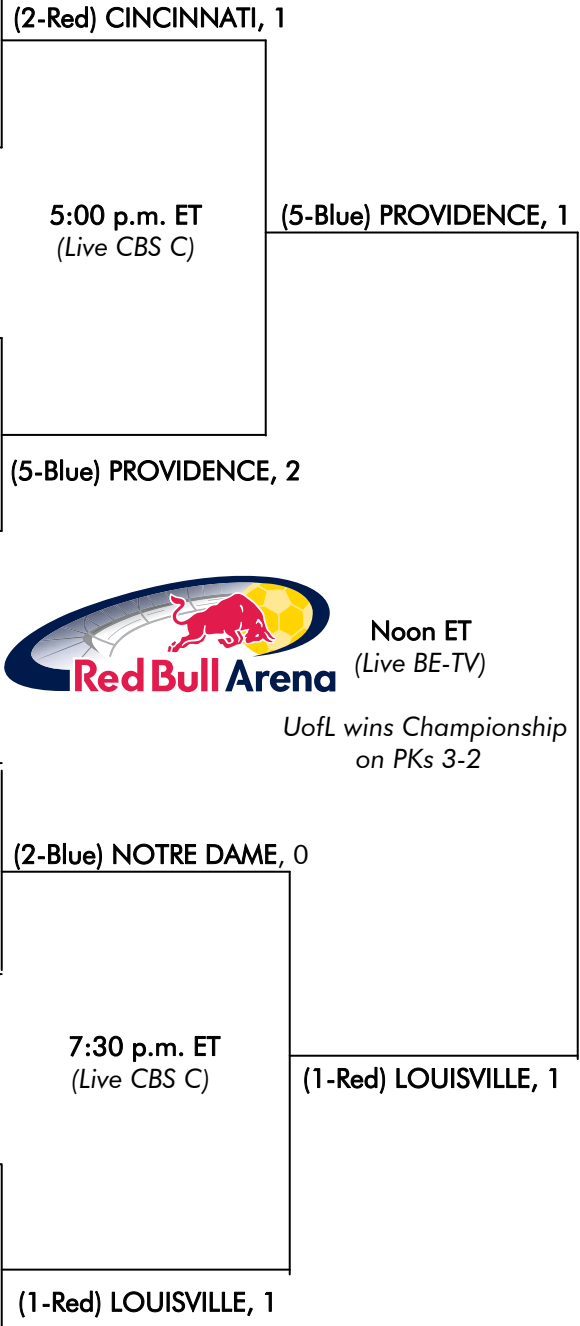 (2-Red) CINCINNATI, 1
5:00 p.m. ET
(Live CBS C)
(5-Blue) PROVIDENCE, 1
(5-Blue) PROVIDENCE, 2
Red Bull Arena
Noon ET
(Live BE-TV)
UofL wins Championship
on PKs 3-2
(2-Blue) NOTRE DAME, 0
7:30 p.m. ET
(Live CBS C)
(1-Red) LOUISVILLE, 1
(1-Red) LOUISVILLE, 1